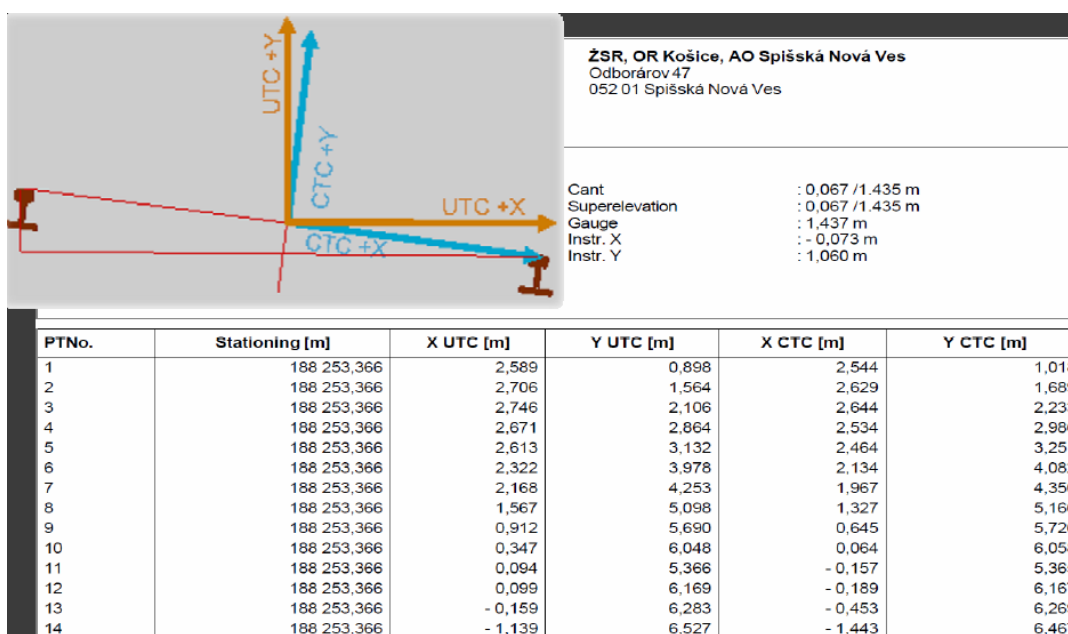 UTC +Y
CTC +Y
UTC +X
CTC +X
ŽSR, OR Košice, AO Spišská Nová Ves
Odborárov 47
052 01 Spišská Nová Ves
Cant : 0,067 /1.435 m
Superelevation : 0,067 /1.435 m
Gauge : 1,437 m
Instr. X : - 0,073 m
Instr. Y : 1,060 m
PTNo. Stationing [m] X UTC [m] Y UTC [m] X CTC [m] Y CTC [m]
1 188 253,366 2,589 0,898 2,544
2 188 253,366 2,706 1,564 2,629
3 188 253,366 2,746 2,106 2,644
4 188 253,366 2,671 2,864 2,534
5 188 253,366 2,613 3,132 2,464
6 188 253,366 2,322 3,978 2,134
7 188 253,366 2,168 4,253 1,967
8 188 253,366 1,567 5,098 1,327
9 188 253,366 0,912 5,690 0,645
10 188 253,366 0,347 6,048 0,064
11 188 253,366 0,094 5,366 - 0,157
12 188 253,366 0,099 6,169 - 0,189
13 188 253,366 - 0,159 6,283 - 0,453
14 188 253,366 - 1,139 6,527 - 1,443